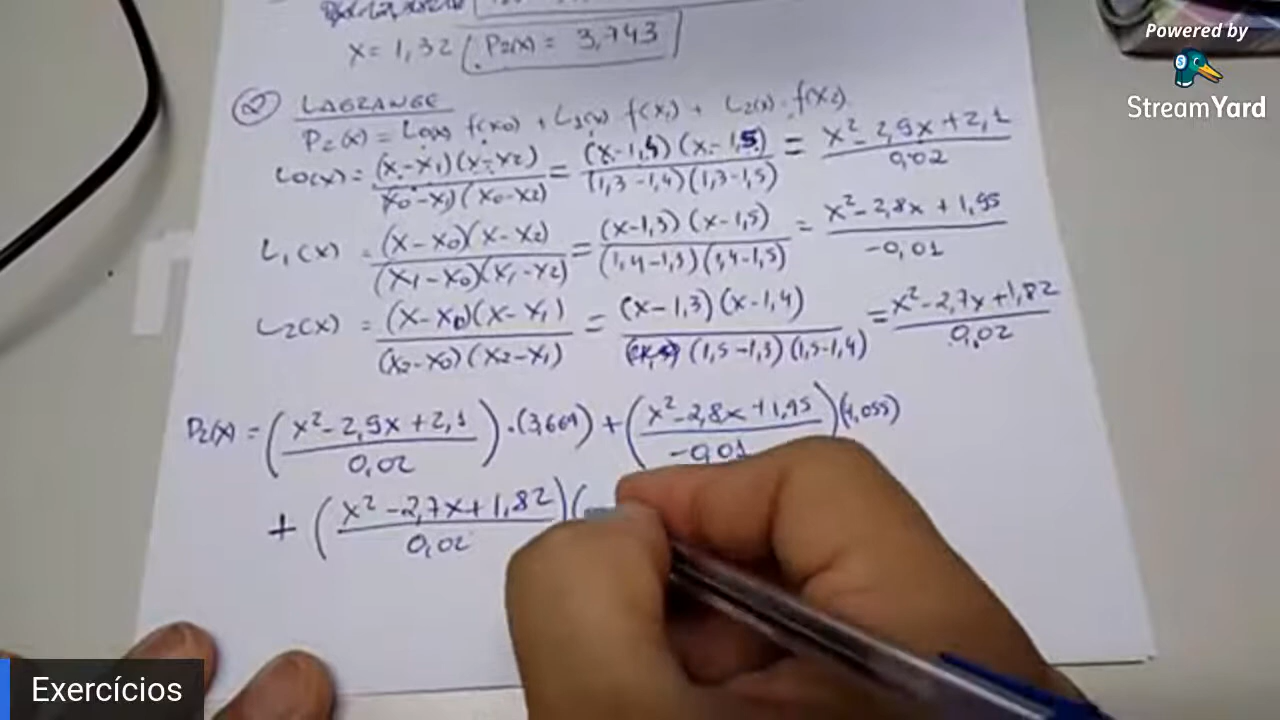 X = 1,32 P2(x) = 3,743
Powered by
StreamYard
2 LAGRANGE
P2(x) = L0(x) f(x0) + L1(x) f(x1) + L2(x) . f(x2)
L0(x) = (x-x1)(x-x2) / (x0-x1)(x0-x2) = (x-1,4)(x-1,5) / (1,3-1,4)(1,3-1,5) = x² - 2,9x + 2,1 / 0,02
L1(x) = (x-x0)(x-x2) / (x1-x0)(x1-x2) = (x-1,3)(x-1,5) / (1,4-1,3)(1,4-1,5) = x² - 2,8x + 1,95 / -0,01
L2(x) = (x-x0)(x-x1) / (x2-x0)(x2-x1) = (x-1,3)(x-1,4) / (1,5-1,3)(1,5-1,4) = x² - 2,7x + 1,82 / 0,02
P2(x) = (x² - 2,9x + 2,1 / 0,02) . (3,669) + (x² - 2,8x + 1,95 / -0,01)(4,055)
+ (x² - 2,7x + 1,82 / 0,02)(
Exercícios